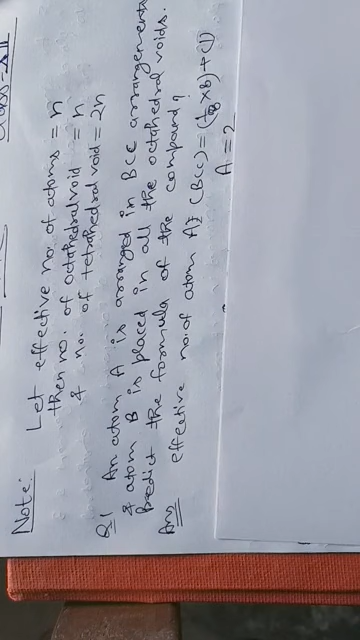 Class-XII
Note: Let effective no. of atoms = n
then no. of octahedral void = n
& no. of tetrahedral void = 2n
Q1 An atom A is arranged in BCC arrangements
& atom B is placed in all the octahedral voids.
Predict the formula of the compound?
Ans effective no. of atom A (BCC) = (1/8 × 8) + (1)
A = 2